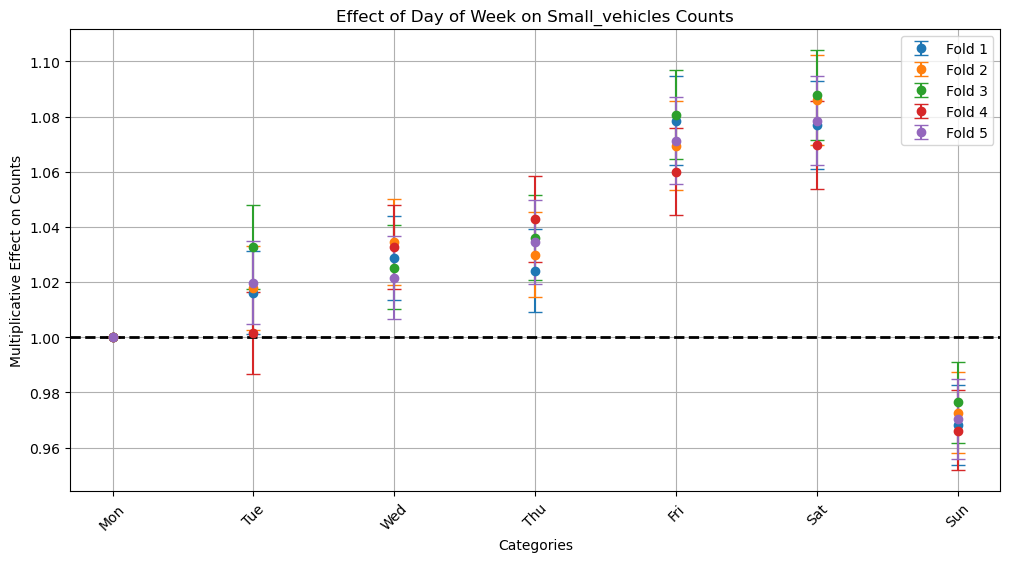 Effect of Day of Week on Small_vehicles Counts
Multiplicative Effect on Counts
1.10
1.08
1.06
1.04
1.02
1.00
0.98
0.96
Fold 1
Fold 2
Fold 3
Fold 4
Fold 5
Mon
Tue
Wed
Thu
Fri
Sat
Sun
Categories